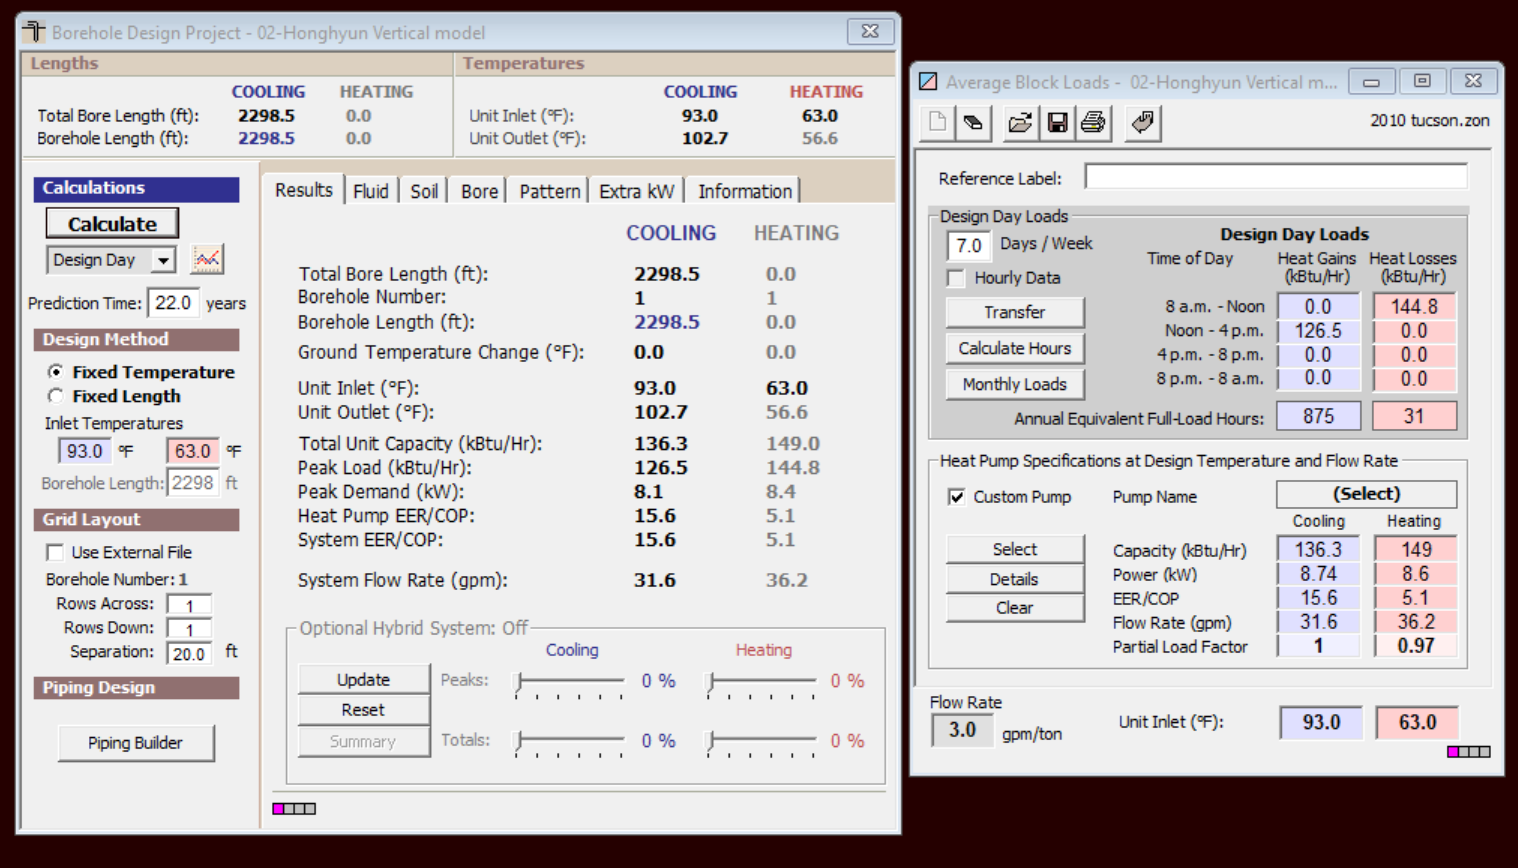 Borehole Design Project - 02-Honghyun Vertical model
Lengths
Temperatures
COOLING HEATING
Total Bore Length (ft): 2298.5 0.0
Borehole Length (ft): 2298.5 0.0
COOLING HEATING
Unit Inlet (°F): 93.0 63.0
Unit Outlet (°F): 102.7 56.6
Calculations
Calculate
Design Day
Prediction Time: 22.0 years
Design Method
Fixed Temperature
Fixed Length
Inlet Temperatures
93.0 °F 63.0 °F
Borehole Length: 2298 ft
Grid Layout
Use External File
Borehole Number: 1
Rows Across: 1
Rows Down: 1
Separation: 20.0 ft
Piping Design
Piping Builder
Results Fluid Soil Bore Pattern Extra kW Information
COOLING HEATING
Total Bore Length (ft): 2298.5 0.0
Borehole Number: 1 1
Borehole Length (ft): 2298.5 0.0
Ground Temperature Change (°F): 0.0 0.0
Unit Inlet (°F): 93.0 63.0
Unit Outlet (°F): 102.7 56.6
Total Unit Capacity (kBtu/Hr): 136.3 149.0
Peak Load (kBtu/Hr): 126.5 144.8
Peak Demand (kW): 8.1 8.4
Heat Pump EER/COP: 15.6 5.1
System EER/COP: 15.6 5.1
System Flow Rate (gpm): 31.6 36.2
Optional Hybrid System: Off
Cooling Heating
Update Peaks: 0 % 0 %
Reset
Summary Totals: 0 % 0 %
Average Block Loads - 02-Honghyun Vertical m...
2010 tucson.zon
Reference Label:
Design Day Loads
7.0 Days / Week
Hourly Data
Transfer
Calculate Hours
Monthly Loads
Design Day Loads
Time of Day Heat Gains Heat Losses
(kBtu/Hr) (kBtu/Hr)
8 a.m. - Noon 0.0 144.8
Noon - 4 p.m. 126.5 0.0
4 p.m. - 8 p.m. 0.0 0.0
8 p.m. - 8 a.m. 0.0 0.0
Annual Equivalent Full-Load Hours: 875 31
Heat Pump Specifications at Design Temperature and Flow Rate
Custom Pump Pump Name (Select)
Cooling Heating
Select
Details
Clear
Capacity (kBtu/Hr) 136.3 149
Power (kW) 8.74 8.6
EER/COP 15.6 5.1
Flow Rate (gpm) 31.6 36.2
Partial Load Factor 1 0.97
Flow Rate
3.0 gpm/ton
Unit Inlet (°F): 93.0 63.0